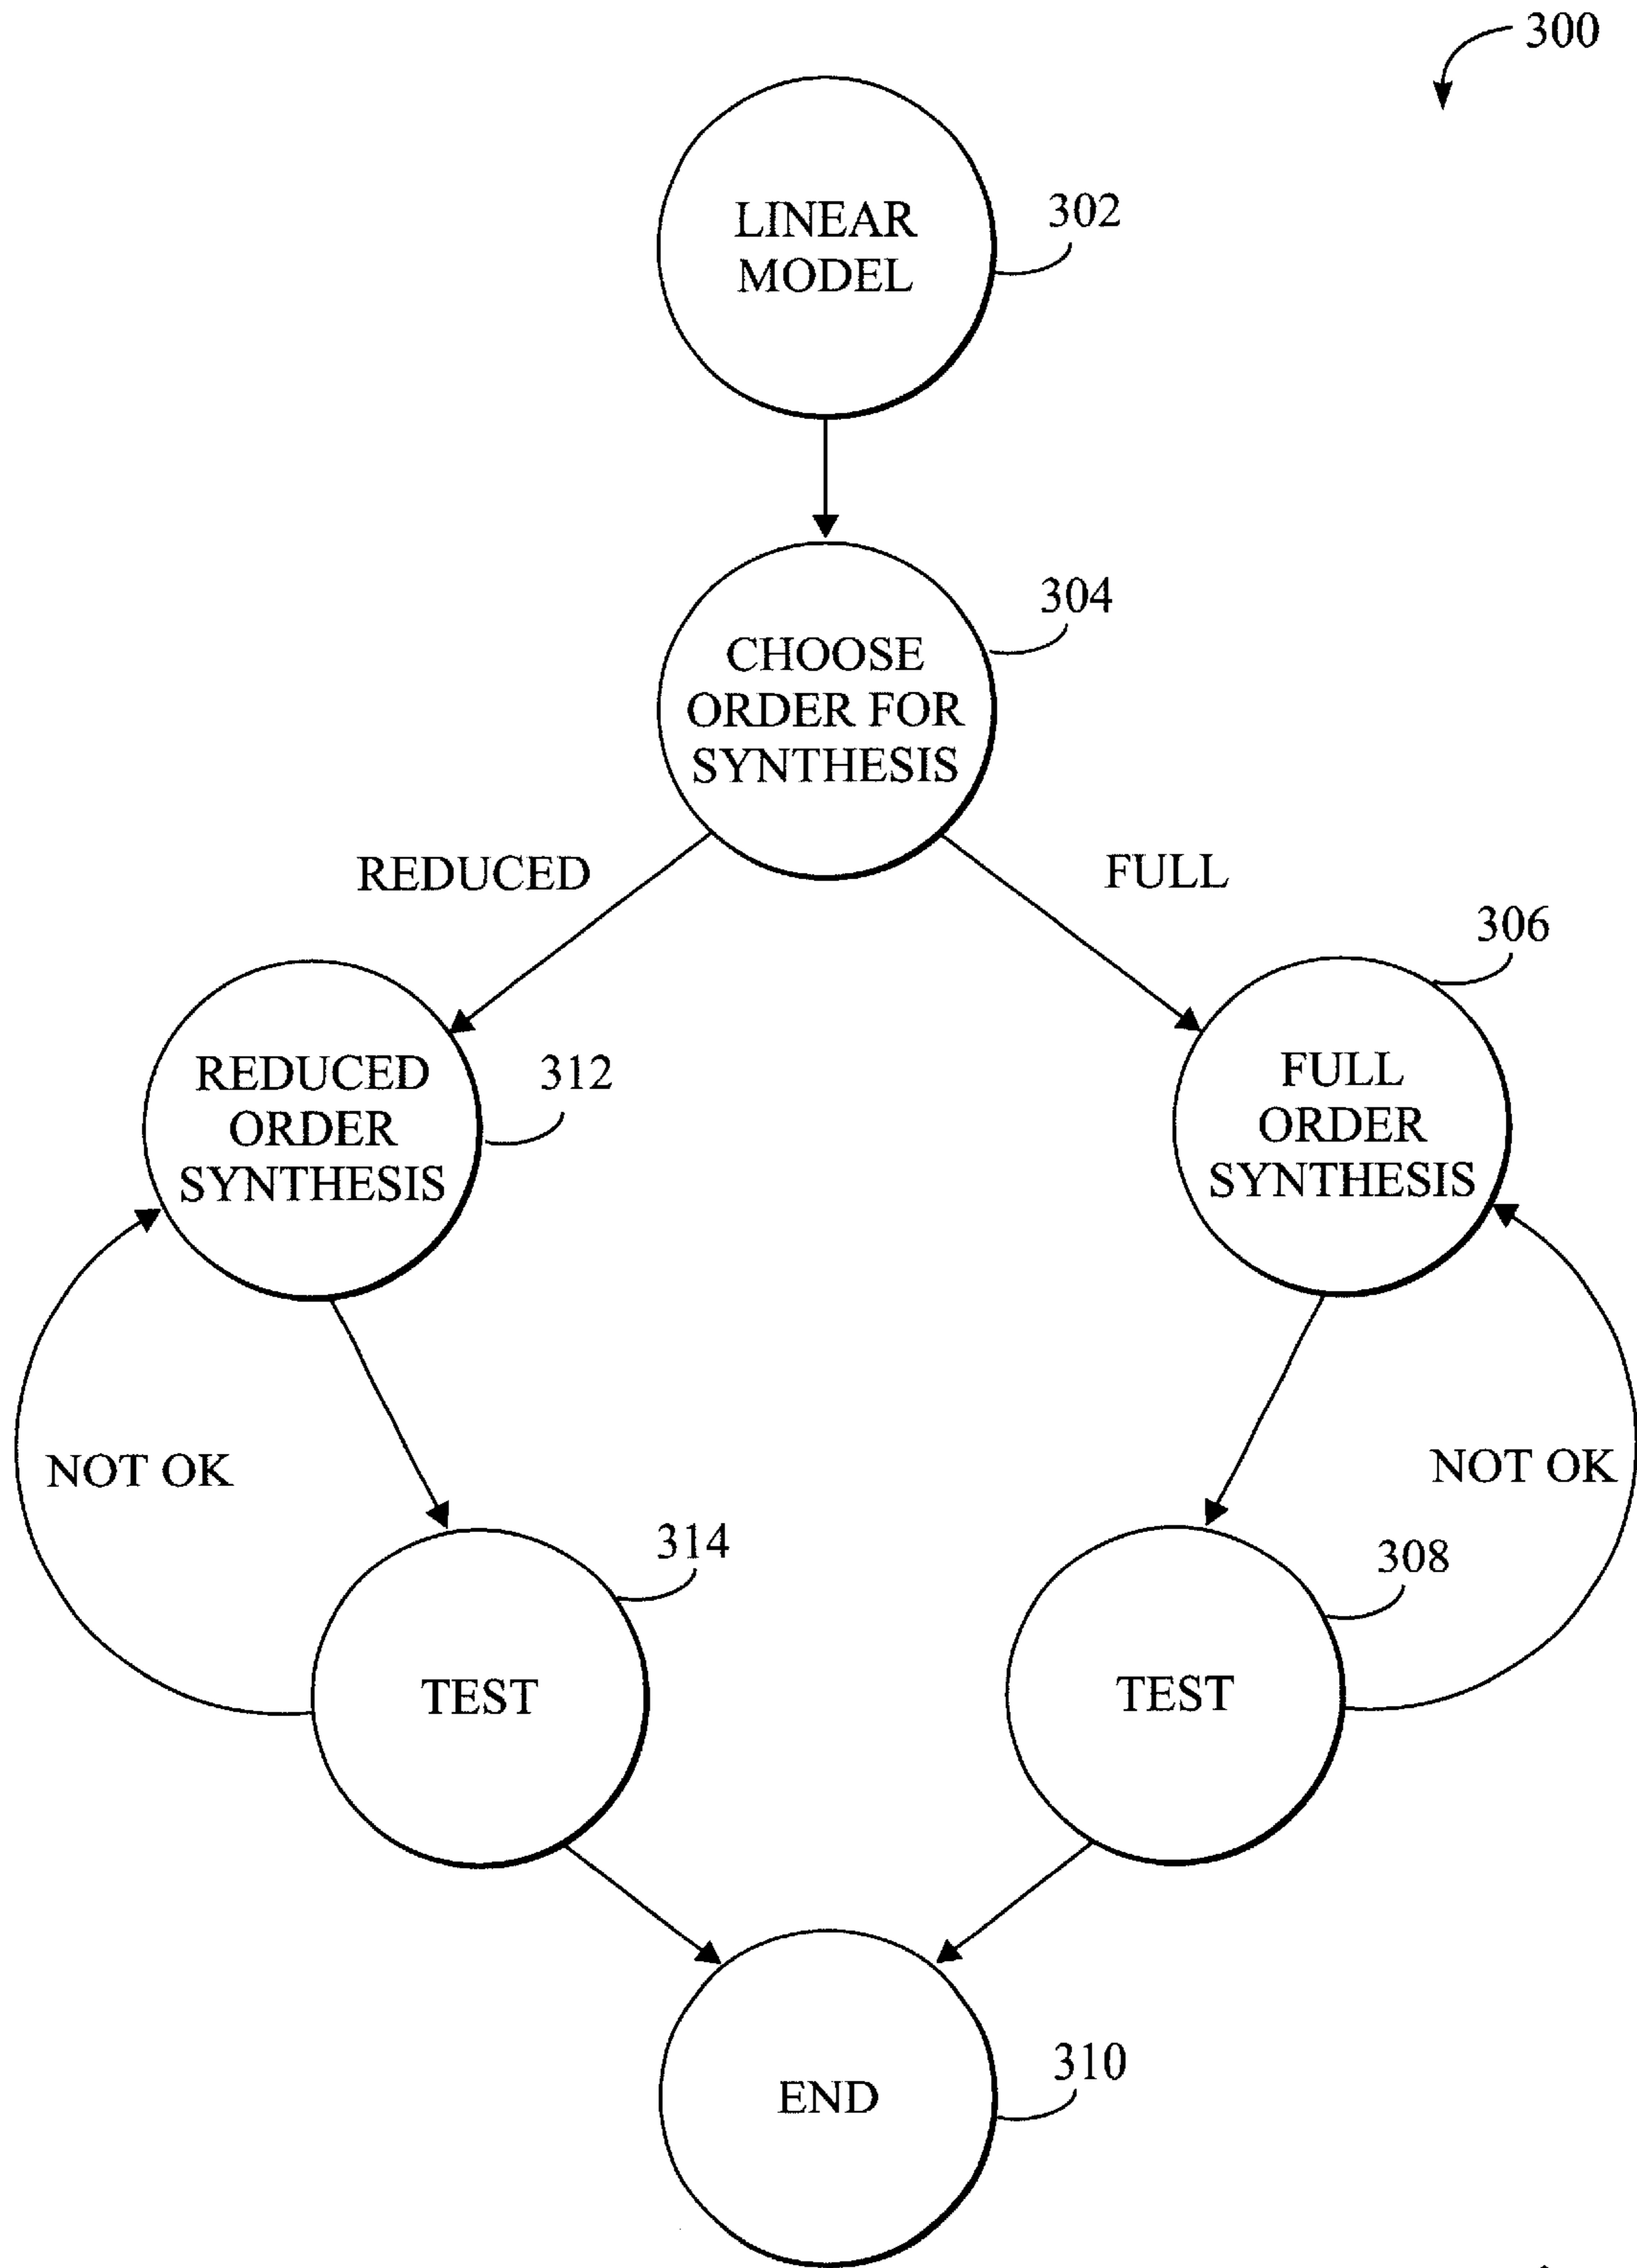 300
LINEAR
MODEL
302
CHOOSE
ORDER FOR
SYNTHESIS
304
REDUCED
FULL
306
REDUCED
ORDER
SYNTHESIS
312
FULL
ORDER
SYNTHESIS
NOT OK
NOT OK
314
308
TEST
TEST
END
310